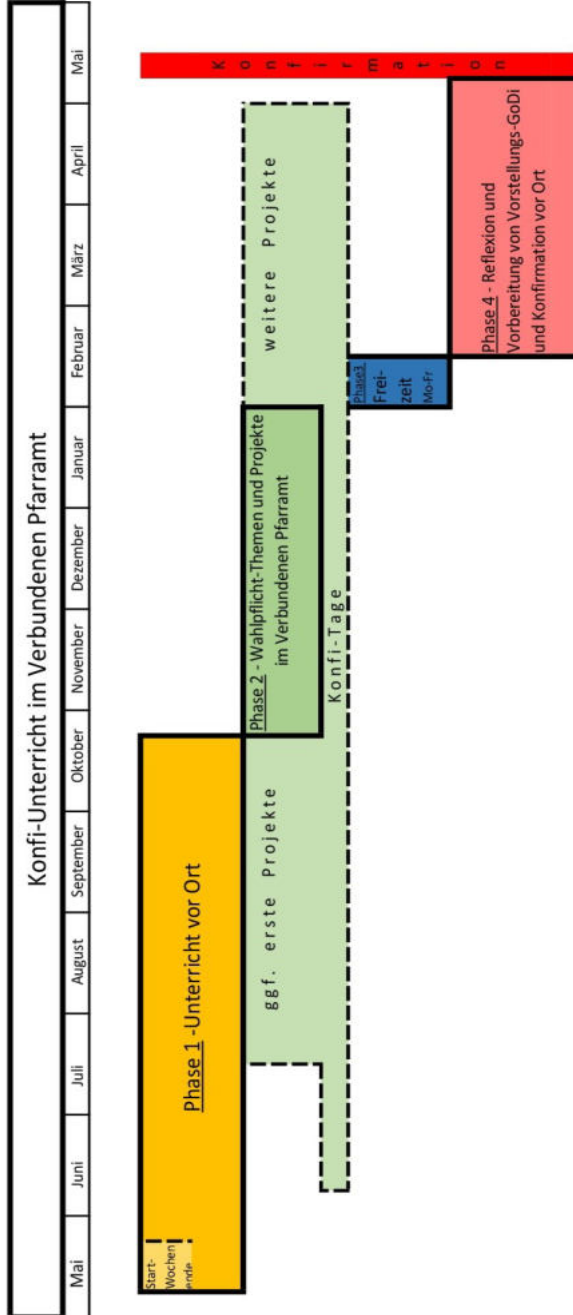 Konfi-Unterricht im Verbundenen Pfarramt
Mai
Juni
Juli
August
September
Oktober
November
Dezember
Januar
Februar
März
April
Mai
Start-
Wochen
ende
Phase 1 -Unterricht vor Ort
ggf. erste Projekte
Phase 2 - Wahlpflicht-Themen und Projekte
im Verbundenen Pfarramt
weitere Projekte
Konfi-Tage
Phase3
Frei-
zeit
Mo-Fr
Phase 4 - Reflexion und
Vorbereitung von Vorstellungs-GoDi
und Konfirmation vor Ort
Konfirmation